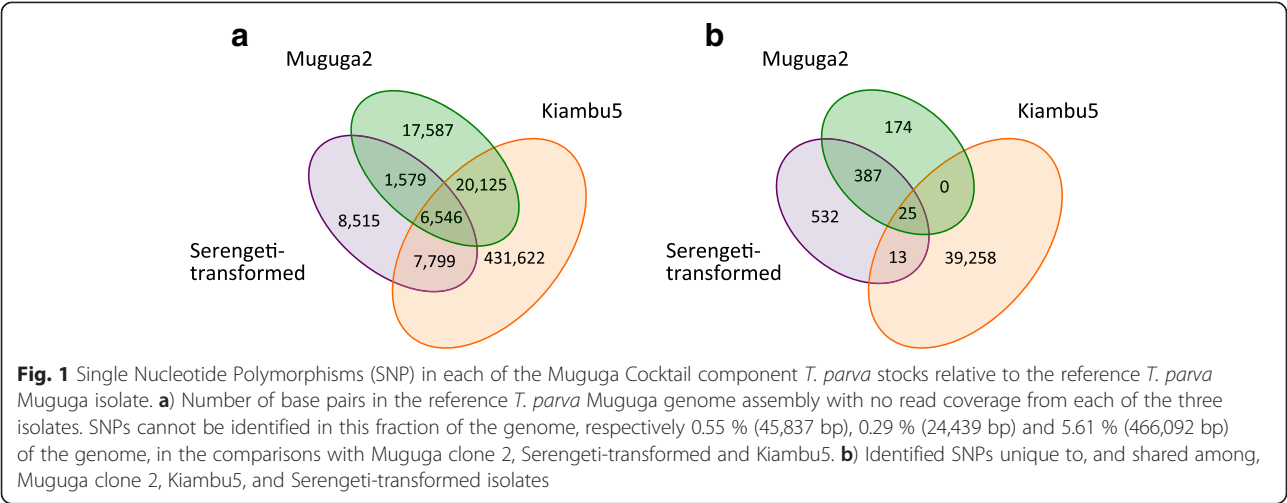 a
Muguga2
Kiambu5
17,587
1,579
20,125
8,515
6,546
Serengeti-
transformed
7,799
431,622
b
Muguga2
Kiambu5
174
387
0
532
25
Serengeti-
transformed
13
39,258
Fig. 1 Single Nucleotide Polymorphisms (SNP) in each of the Muguga Cocktail component T. parva stocks relative to the reference T. parva
Muguga isolate. a) Number of base pairs in the reference T. parva Muguga genome assembly with no read coverage from each of the three
isolates. SNPs cannot be identified in this fraction of the genome, respectively 0.55 % (45,837 bp), 0.29 % (24,439 bp) and 5.61 % (466,092 bp)
of the genome, in the comparisons with Muguga clone 2, Serengeti-transformed and Kiambu5. b) Identified SNPs unique to, and shared among,
Muguga clone 2, Kiambu5, and Serengeti-transformed isolates